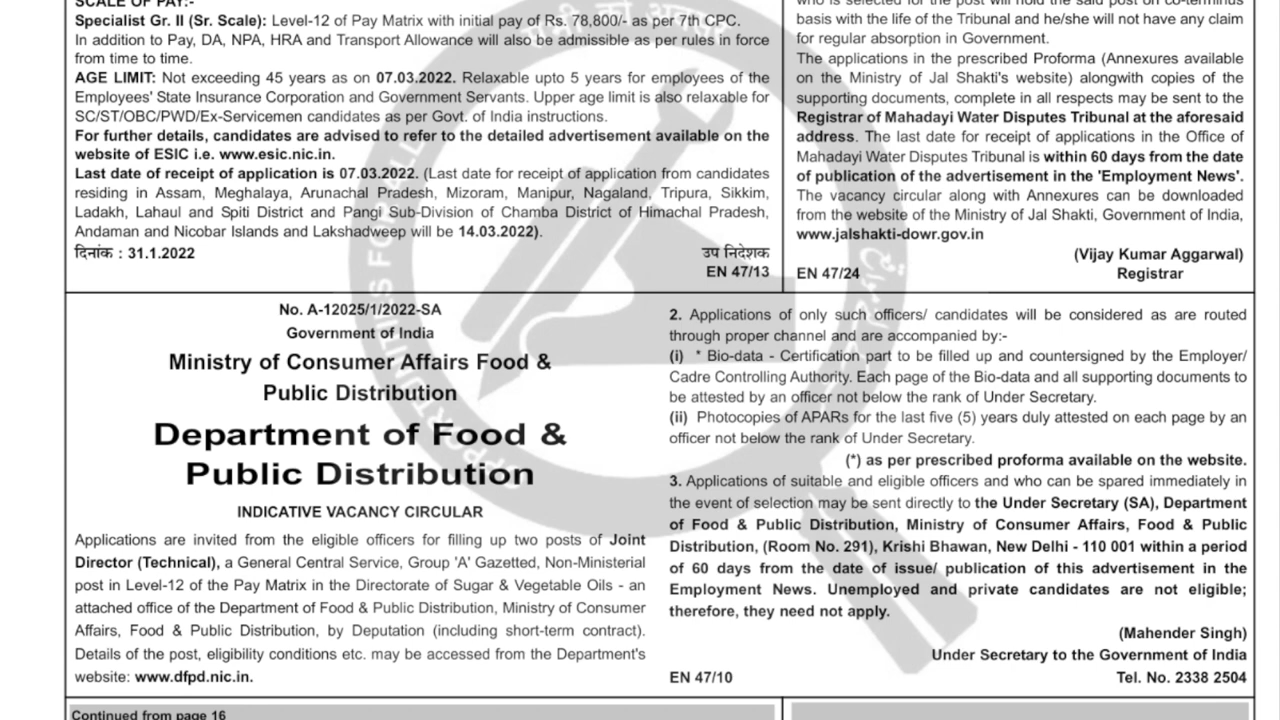 SCALE OF PAY:-
Specialist Gr. II (Sr. Scale): Level-12 of Pay Matrix with initial pay of Rs. 78,800/- as per 7th CPC.
In addition to Pay, DA, NPA, HRA and Transport Allowance will also be admissible as per rules in force
from time to time.
AGE LIMIT: Not exceeding 45 years as on 07.03.2022. Relaxable upto 5 years for employees of the
Employees' State Insurance Corporation and Government Servants. Upper age limit is also relaxable for
SC/ST/OBC/PWD/Ex-Servicemen candidates as per Govt. of India instructions.
For further details, candidates are advised to refer to the detailed advertisement available on the
website of ESIC i.e. www.esic.nic.in.
Last date of receipt of application is 07.03.2022. (Last date for receipt of application from candidates
residing in Assam, Meghalaya, Arunachal Pradesh, Mizoram, Manipur, Nagaland, Tripura, Sikkim,
Ladakh, Lahaul and Spiti District and Pangi Sub-Division of Chamba District of Himachal Pradesh,
Andaman and Nicobar Islands and Lakshadweep will be 14.03.2022).
दिनांक : 31.1.2022
उप निदेशक
EN 47/13
who is selected for the post will hold the said post on co-terminus
basis with the life of the Tribunal and he/she will not have any claim
for regular absorption in Government.
The applications in the prescribed Proforma (Annexures available
on the Ministry of Jal Shakti's website) alongwith copies of the
supporting documents, complete in all respects may be sent to the
Registrar of Mahadayi Water Disputes Tribunal at the aforesaid
address. The last date for receipt of applications in the Office of
Mahadayi Water Disputes Tribunal is within 60 days from the date
of publication of the advertisement in the 'Employment News'.
The vacancy circular along with Annexures can be downloaded
from the website of the Ministry of Jal Shakti, Government of India,
www.jalshakti-dowr.gov.in
(Vijay Kumar Aggarwal)
EN 47/24
Registrar
No. A-12025/1/2022-SA
Government of India
Ministry of Consumer Affairs Food &
Public Distribution
Department of Food &
Public Distribution
INDICATIVE VACANCY CIRCULAR
Applications are invited from the eligible officers for filling up two posts of Joint
Director (Technical), a General Central Service, Group 'A' Gazetted, Non-Ministerial
post in Level-12 of the Pay Matrix in the Directorate of Sugar & Vegetable Oils - an
attached office of the Department of Food & Public Distribution, Ministry of Consumer
Affairs, Food & Public Distribution, by Deputation (including short-term contract).
Details of the post, eligibility conditions etc. may be accessed from the Department's
website: www.dfpd.nic.in.
2. Applications of only such officers/ candidates will be considered as are routed
through proper channel and are accompanied by:-
(i) * Bio-data - Certification part to be filled up and countersigned by the Employer/
Cadre Controlling Authority. Each page of the Bio-data and all supporting documents to
be attested by an officer not below the rank of Under Secretary.
(ii) Photocopies of APARs for the last five (5) years duly attested on each page by an
officer not below the rank of Under Secretary.
(*) as per prescribed proforma available on the website.
3. Applications of suitable and eligible officers and who can be spared immediately in
the event of selection may be sent directly to the Under Secretary (SA), Department
of Food & Public Distribution, Ministry of Consumer Affairs, Food & Public
Distribution, (Room No. 291), Krishi Bhawan, New Delhi - 110 001 within a period
of 60 days from the date of issue/ publication of this advertisement in the
Employment News. Unemployed and private candidates are not eligible;
therefore, they need not apply.
(Mahender Singh)
Under Secretary to the Government of India
EN 47/10
Tel. No. 2338 2504
Continued from page 16